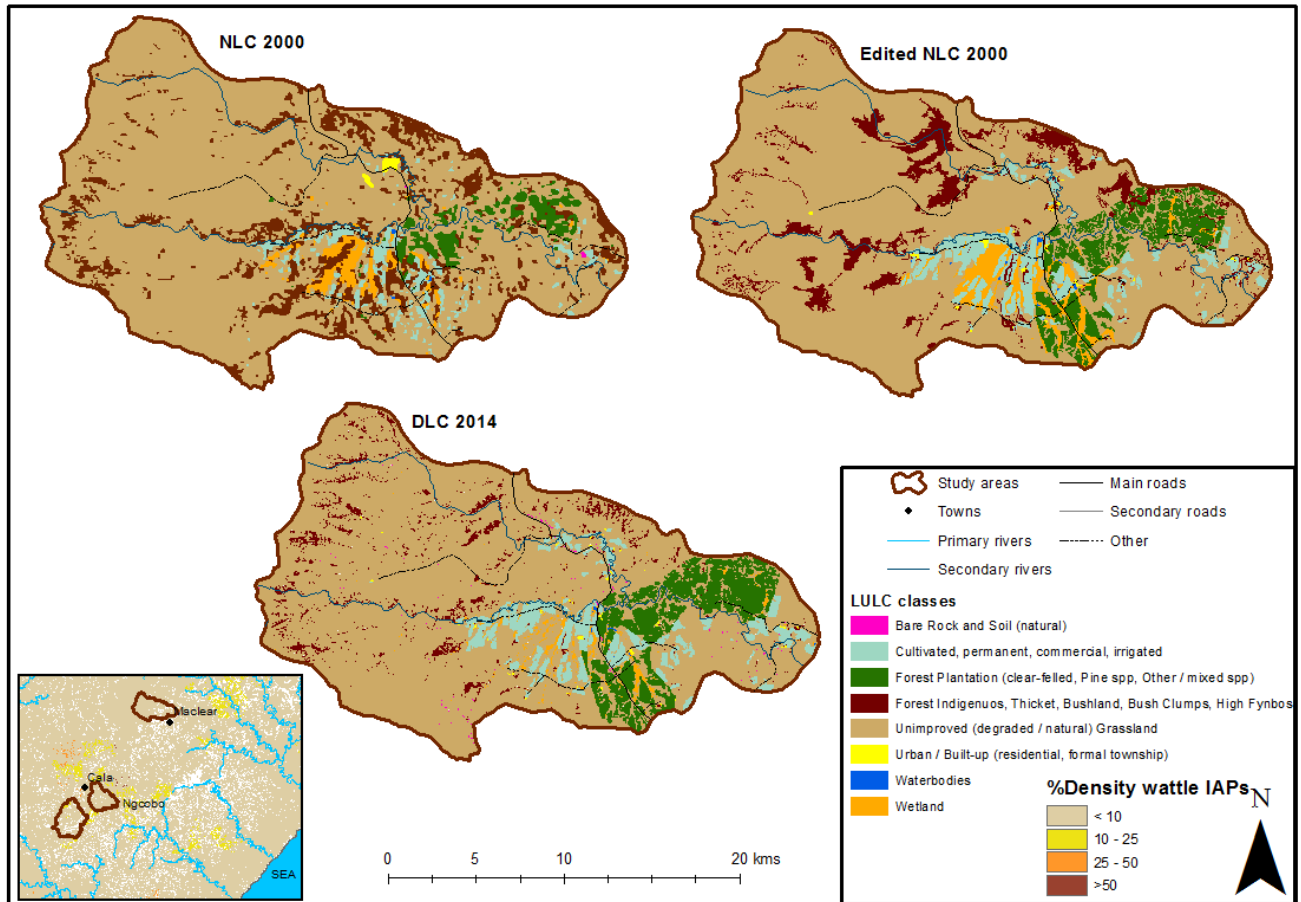 NLC 2000
Edited NLC 2000
DLC 2014
Study areas
Main roads
Towns
Secondary roads
Primary rivers
Other
Secondary rivers
LULC classes
Bare Rock and Soil (natural)
Cultivated, permanent, commercial, irrigated
Forest Plantation (clear-felled, Pine spp, Other / mixed spp)
Forest Indigenuos, Thicket, Bushland, Bush Clumps, High Fynbos
Unimproved (degraded / natural) Grassland
Urban / Built-up (residential, formal township)
Waterbodies
Wetland
%Density wattle IAPs
N
< 10
10 - 25
25 - 50
>50
Maclear
Cala
Ngcobo
SEA
0 5 10 20 kms